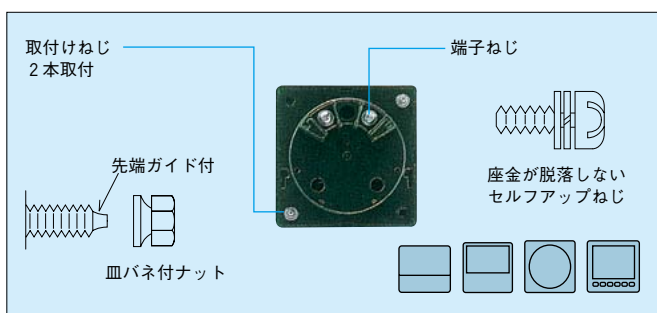 取付けねじ
2本取付
端子ねじ
先端ガイド付
皿バネ付ナット
座金が脱落しない
セルフアップねじ